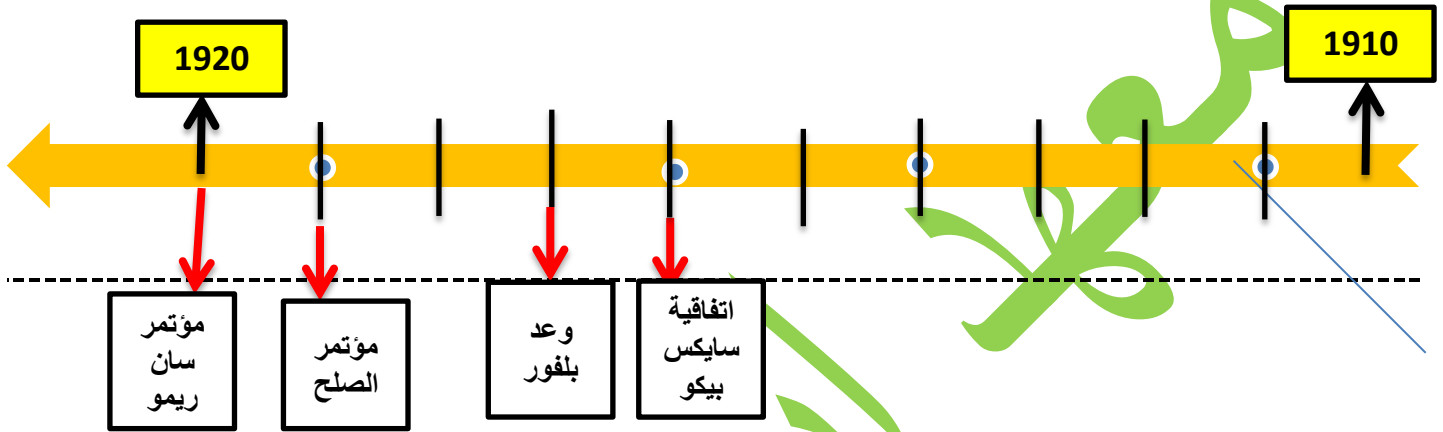 1910
1920
اتفاقية
سايكس
بيكو
وعد
بلفور
مؤتمر
الصلح
مؤتمر
سان
ريمو